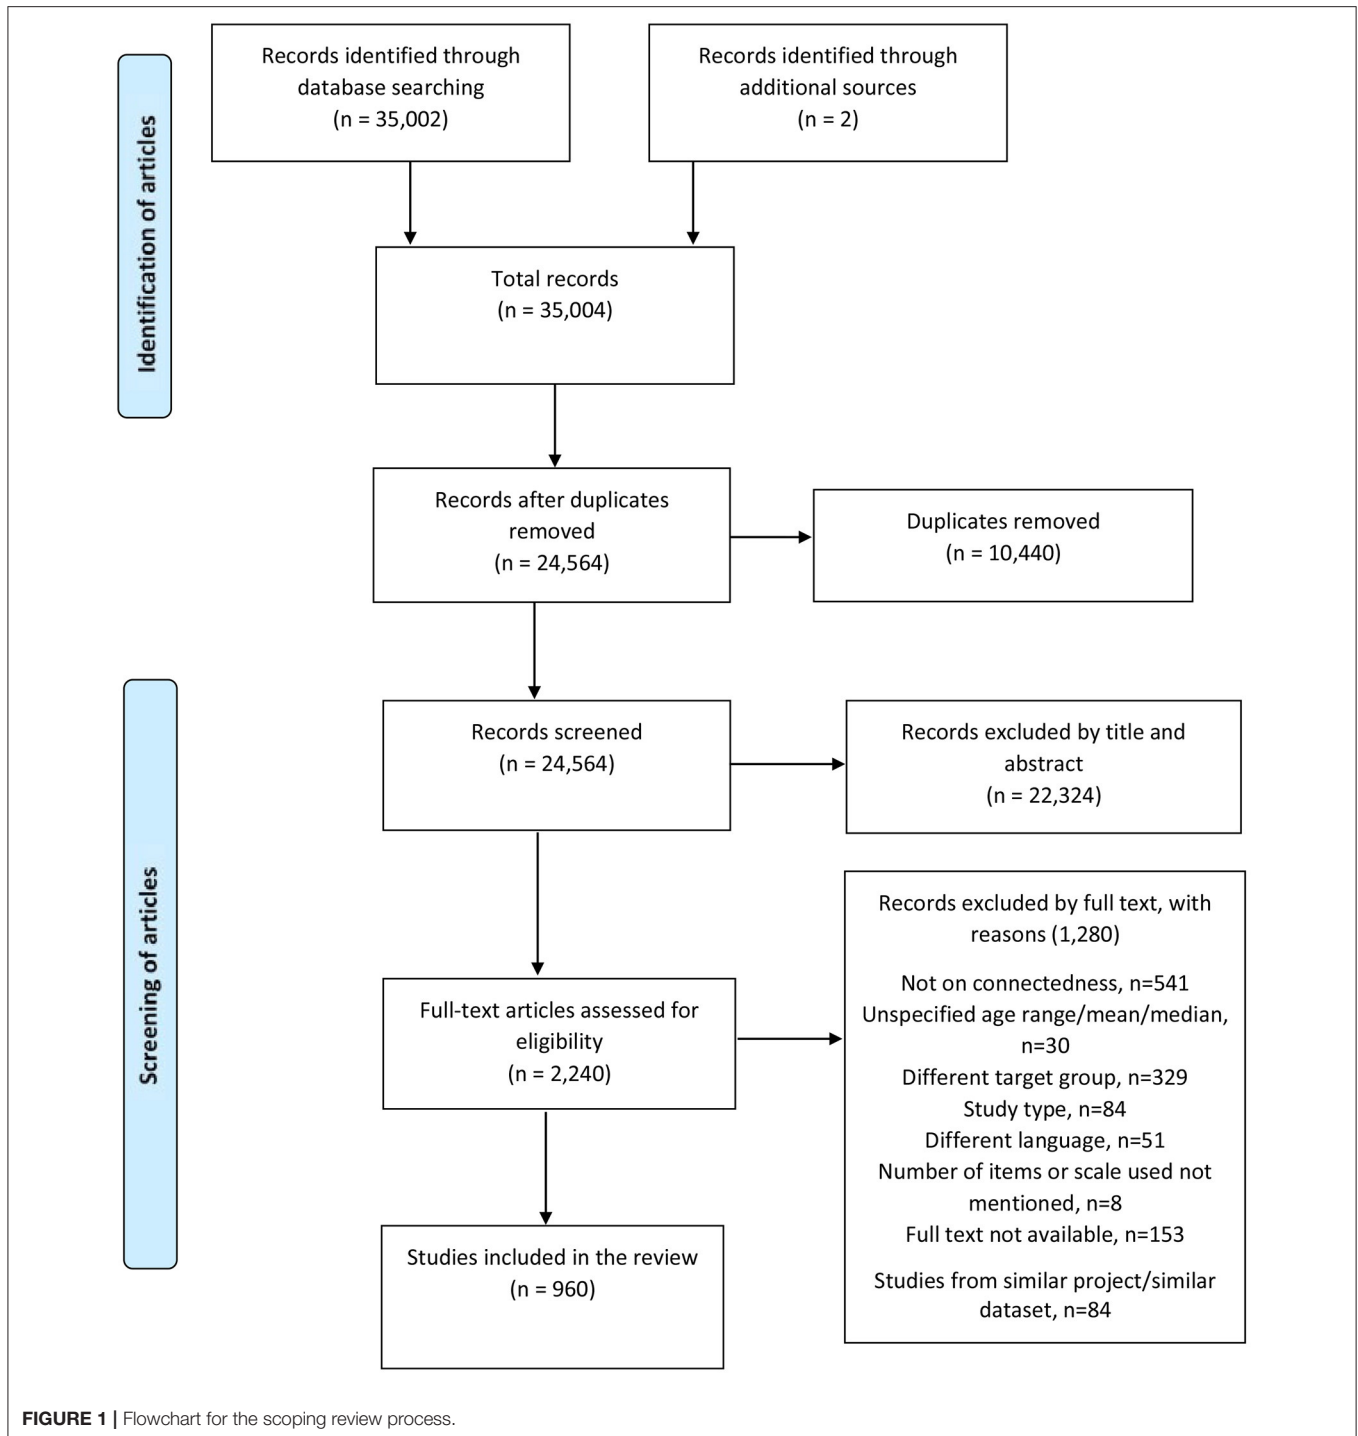 Identification of articles
Records identified through
database searching
(n = 35,002)
Records identified through
additional sources
(n = 2)
Total records
(n = 35,004)
Records after duplicates
removed
(n = 24,564)
Duplicates removed
(n = 10,440)
Screening of articles
Records screened
(n = 24,564)
Records excluded by title and
abstract
(n = 22,324)
Full-text articles assessed for
eligibility
(n = 2,240)
Records excluded by full text, with
reasons (1,280)
Not on connectedness, n=541
Unspecified age range/mean/median,
n=30
Different target group, n=329
Study type, n=84
Different language, n=51
Number of items or scale used not
mentioned, n=8
Full text not available, n=153
Studies from similar project/similar
dataset, n=84
Studies included in the review
(n = 960)
FIGURE 1 | Flowchart for the scoping review process.